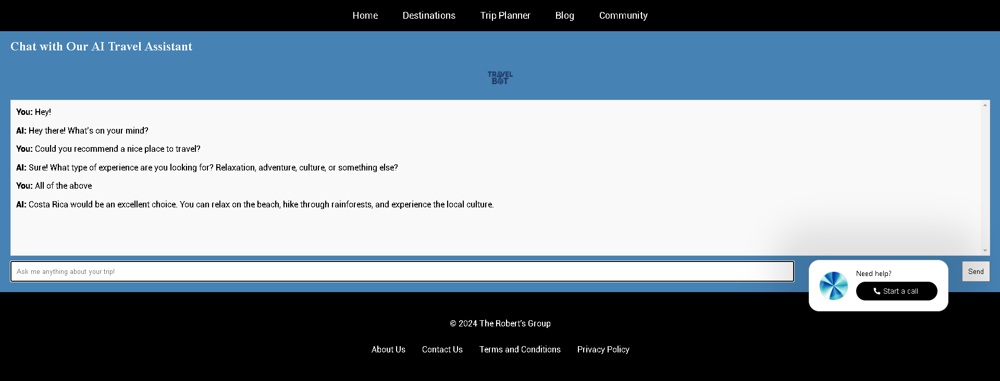 Home Destinations Trip Planner Blog Community
Chat with Our AI Travel Assistant
TRAVEL
BOT
You: Hey!
AI: Hey there! What's on your mind?
You: Could you recommend a nice place to travel?
AI: Sure! What type of experience are you looking for? Relaxation, adventure, culture, or something else?
You: All of the above
AI: Costa Rica would be an excellent choice. You can relax on the beach, hike through rainforests, and experience the local culture.
Ask me anything about your trip!
Send
Need help?
Start a call
© 2024 The Robert's Group
About Us Contact Us Terms and Conditions Privacy Policy